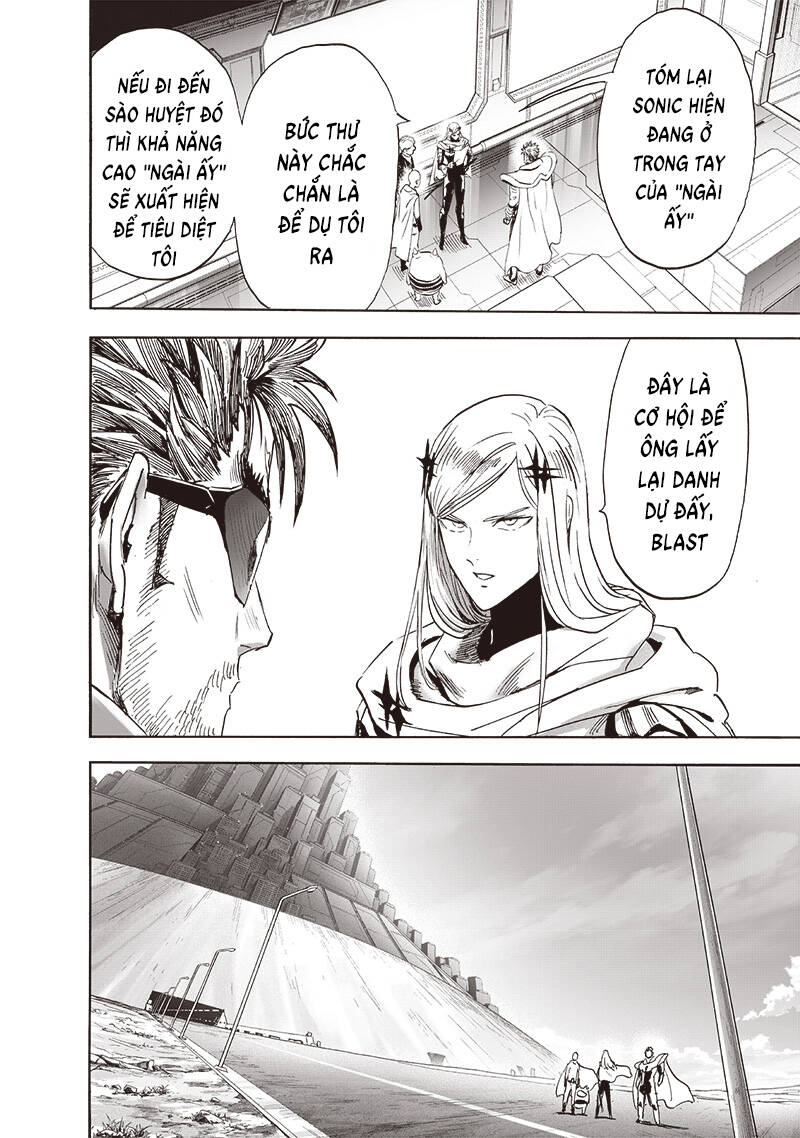 TÓM LẠI
SONIC HIỆN
ĐANG Ở
TRONG TAY
CỦA "NGÀI
ẤY"
BỨC THƯ
NÀY CHẮC
CHẮN LÀ
ĐỂ DỤ TÔI
RA
NẾU ĐI ĐẾN
SÀO HUYỆT ĐÓ
THÌ KHẢ NĂNG
CAO "NGÀI ẤY"
SẼ XUẤT HIỆN
ĐỂ TIÊU DIỆT
TÔI
ĐÂY LÀ
CƠ HỘI ĐỂ
ÔNG LẤY
LẠI DANH
DỰ ĐẤY,
BLAST